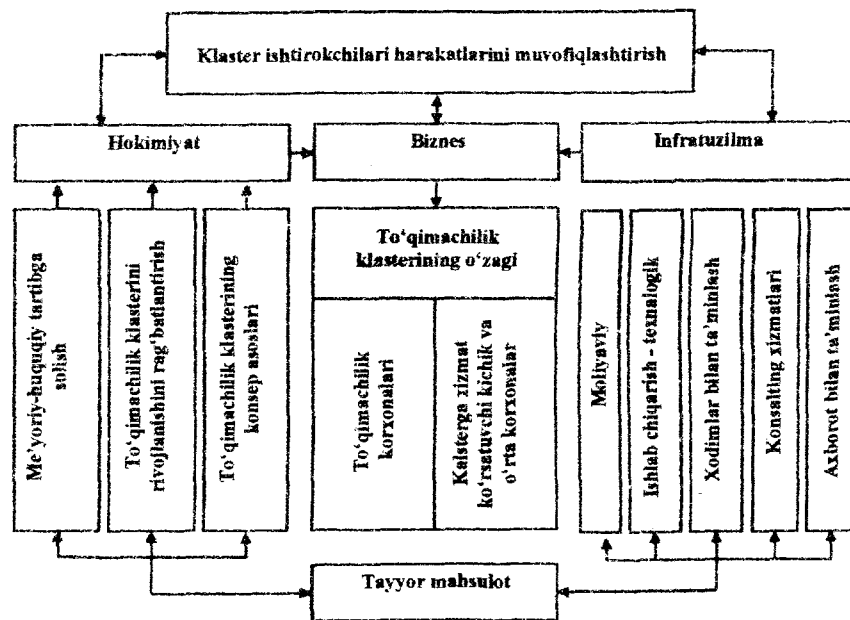 Klaster ishtirokchilari harakatlarini muvofiqlashtirish
Hokimiyat
Biznes
Infratuzilma
Me'yoriy-huquqiy tartibga
solish
To‘qimachilik klasterini
rivojlanishini rag‘batlantirish
To‘qimachilik klasterining
konsep asoslari
To‘qimachilik
klasterining o‘zagi
To‘qimachilik
korxonalari
Kalsterga xizmat
ko‘rsatuvchi kichik va
o‘rta korxonalar
Moliyaviy
Ishlab chiqarish - texnalogik
Xodimlar bilan ta'minlash
Konsalting xizmatlari
Axborot bilan ta'minlash
Tayyor mahsulot